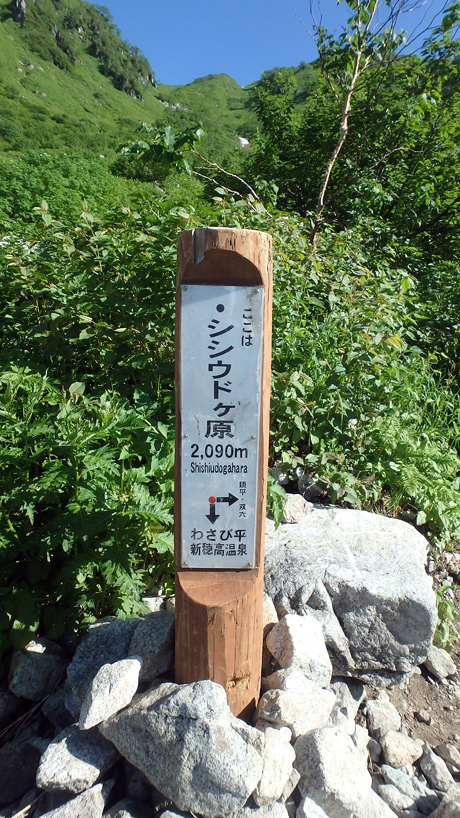 ここは
・シシウドヶ原
2,090m
Shishiudogahara
鏡平・双六
わさび平
新穂高温泉